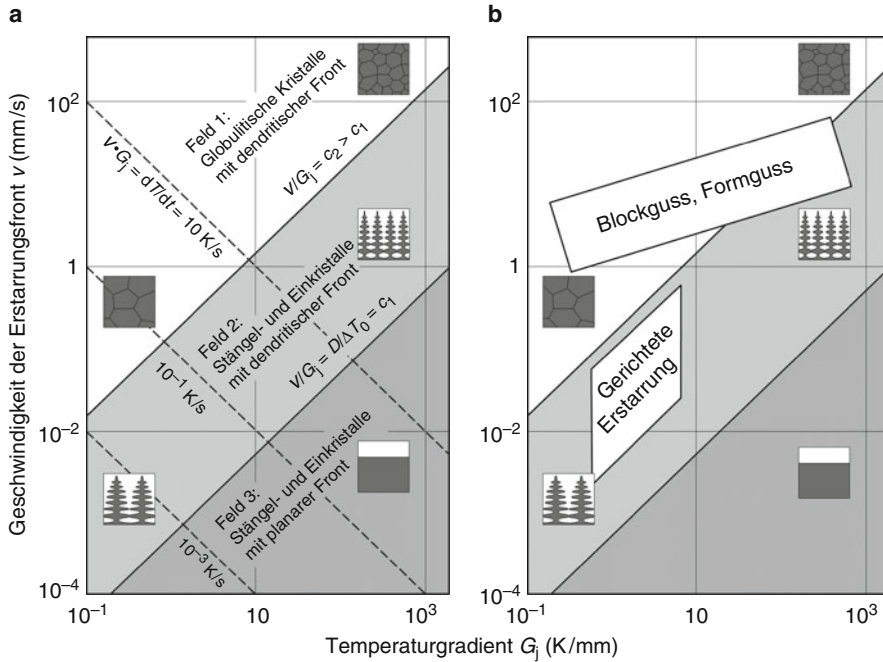 a
b
Geschwindigkeit der Erstarrungsfront v (mm/s)
10²
1
10⁻²
10⁻⁴
10⁻¹
10
10³
Feld 1:
Globulitische Kristalle
mit dendritischer Front
v•Gj = dT/dt = 10 K/s
v/Gj = c2 > c1
Feld 2:
Stängel- und Einkristalle
mit dendritischer Front
v/Gj = D/ΔT0 = c1
10⁻¹ K/s
Feld 3:
Stängel- und Einkristalle
mit planarer Front
10⁻³ K/s
10²
1
10⁻²
10⁻⁴
10⁻¹
10
10³
Blockguss, Formguss
Gerichtete
Erstarrung
Temperaturgradient Gj (K/mm)